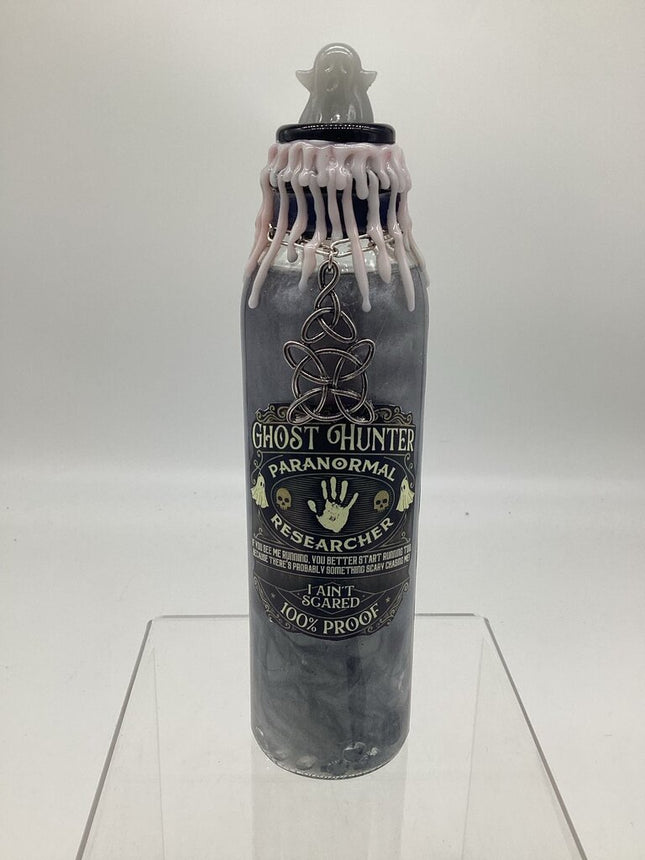 GHOST HUNTER
PARANORMAL
RESEARCHER
IF YOU SEE ME RUNNING, YOU BETTER START RUNNING TOO
BECAUSE THERE'S PROBABLY SOMETHING SCARY CHASING ME!
I AIN'T
SCARED
100% PROOF